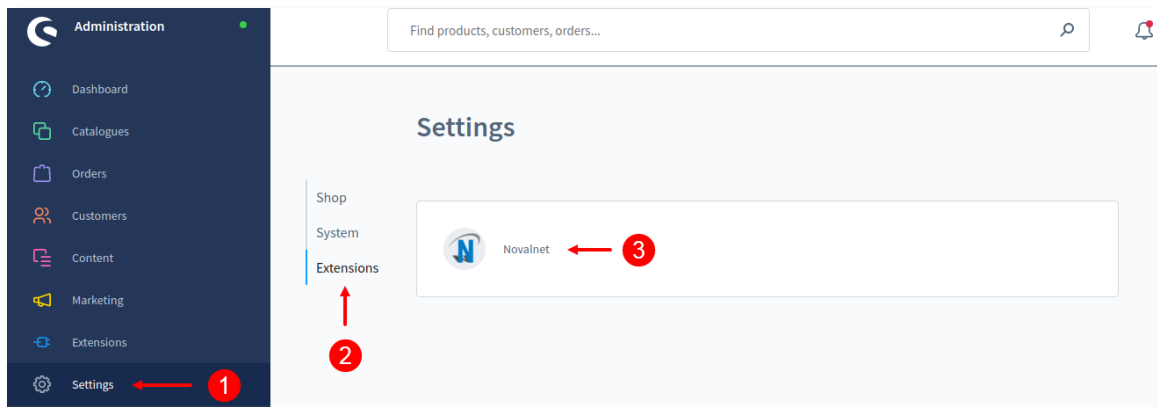 Administration
Find products, customers, orders...
Dashboard
Catalogues
Orders
Customers
Content
Marketing
Extensions
Settings
1
Settings
Shop
System
Extensions
2
N
Novalnet
3